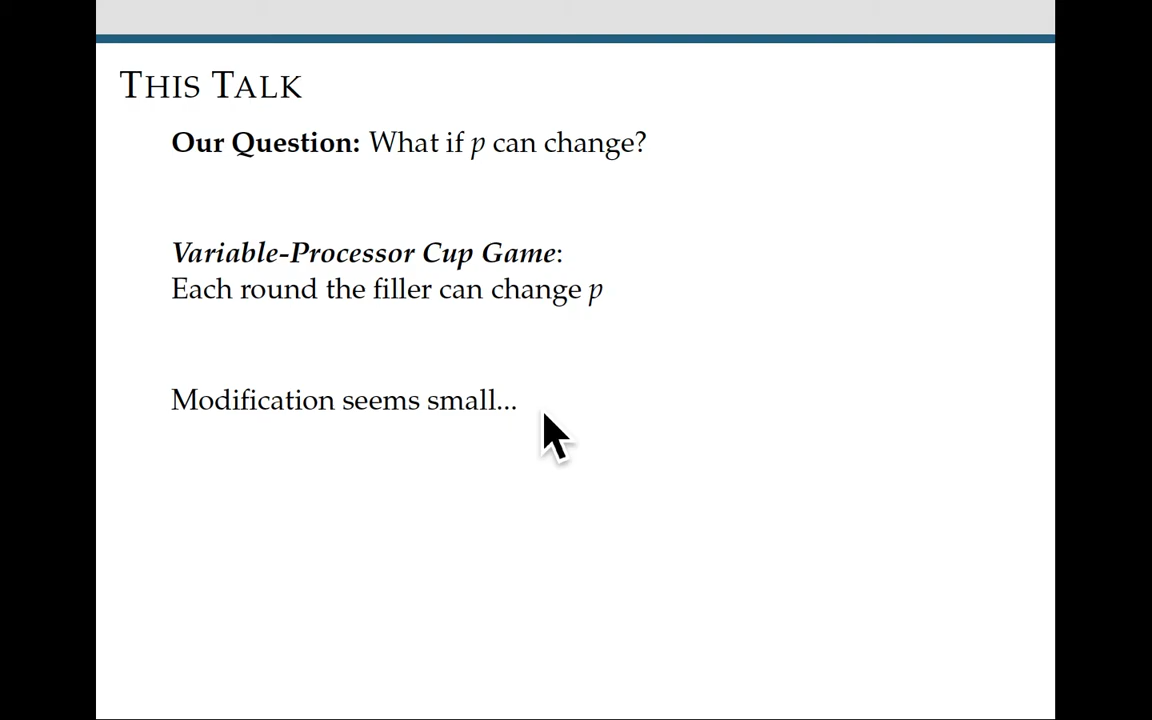 THIS TALK
Our Question: What if p can change?
Variable-Processor Cup Game:
Each round the filler can change p
Modification seems small...